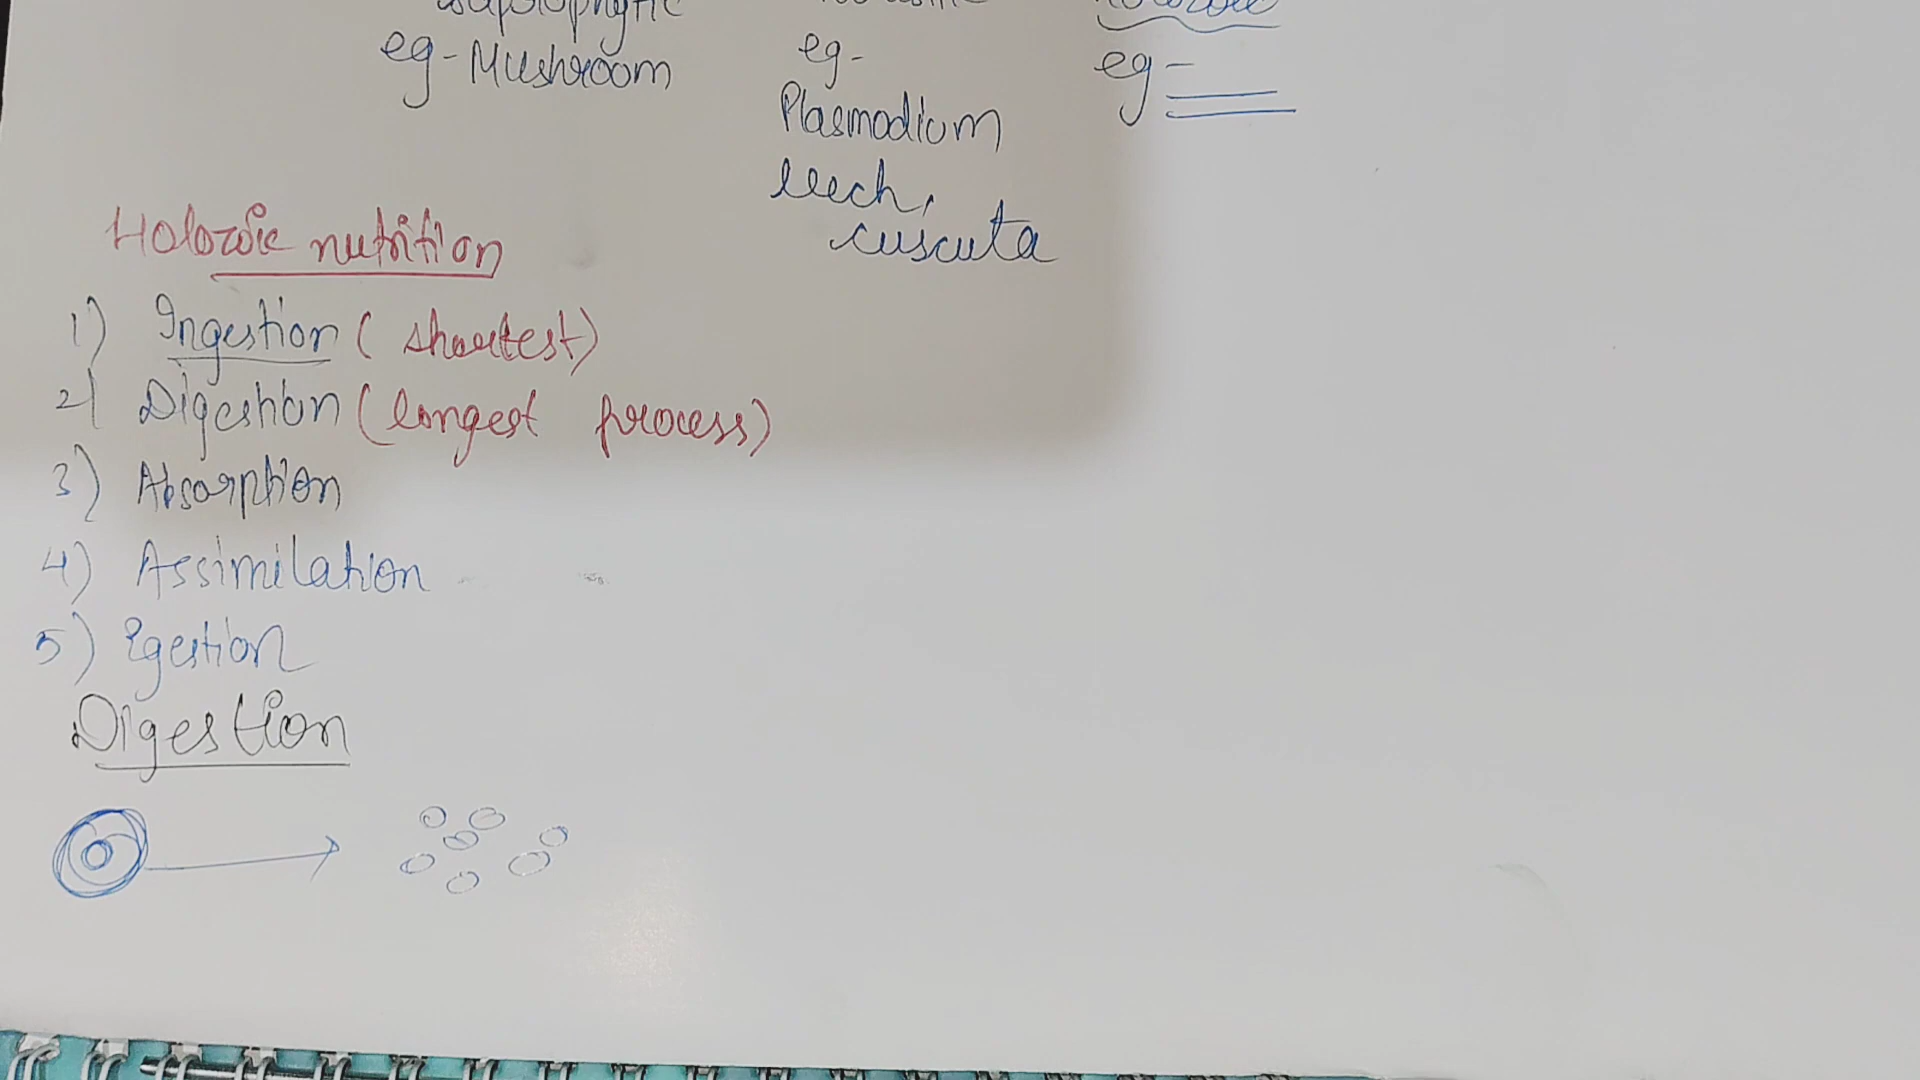 eg - Mushroom
eg -
Plasmodium
leech,
cuscuta
eg -
Holozoic nutrition
1) Ingestion ( shortest)
2) Digestion (longest process)
3) Absorption
4) Assimilation
5) Egestion
Digestion